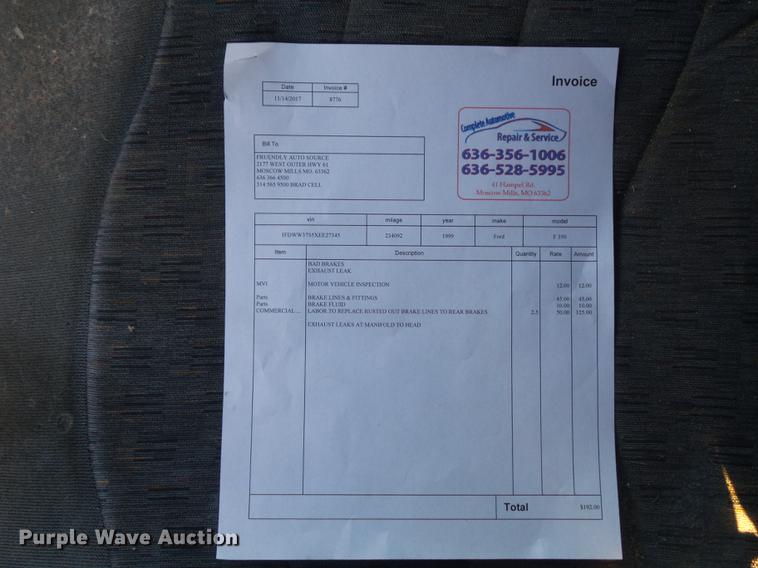 Invoice
Date Invoice #
11/14/2017 8776
Complete Automotive
Repair & Service
636-356-1006
636-528-5995
41 Hampel Rd.
Moscow Mills, MO 63362
Bill To
FRUENDLY AUTO SOURCE
2177 WEST OUTER HWY 61
MOSCOW MILLS MO. 63362
636 366 4500
314 565 9500 BRAD CELL
vin milage year make model
1FDWW37S5XEE27345 234092 1999 Ford F 350
Item Description Quantity Rate Amount
BAD BRAKES
EXHAUST LEAK
MVI MOTOR VEHICLE INSPECTION 12.00 12.00
Parts BRAKE LINES & FITTINGS 45.00 45.00
Parts BRAKE FLUID 10.00 10.00
COMMERCIAL ... LABOR TO REPLACE RUSTED OUT BRAKE LINES TO REAR BRAKES 2.5 50.00 125.00
EXHAUST LEAKS AT MANIFOLD TO HEAD
Total $192.00
Purple Wave Auction®